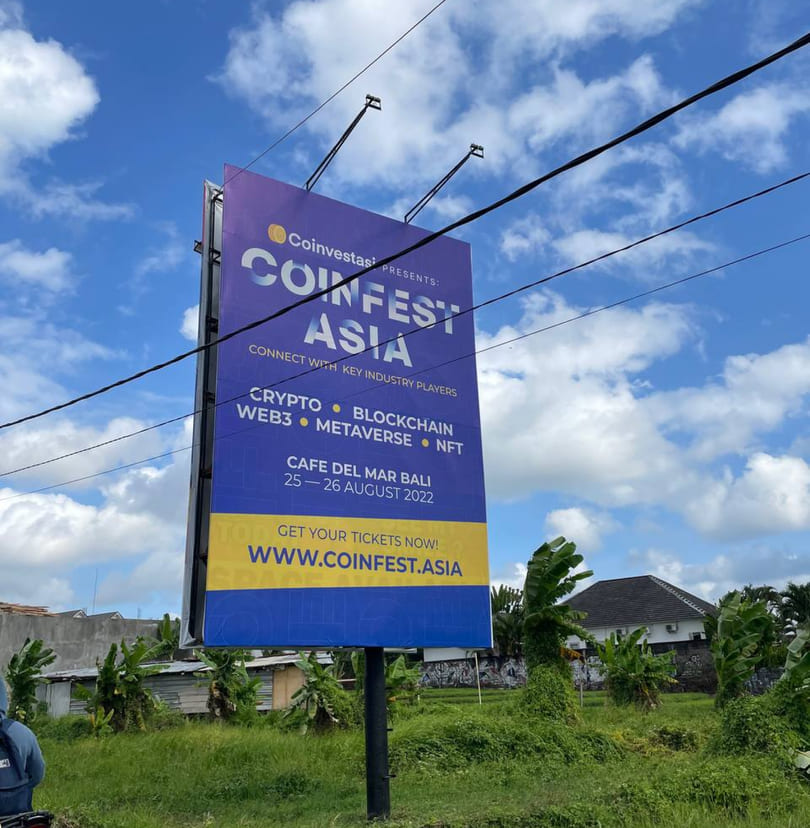 Coinvestasi PRESENTS:
COINFEST
ASIA
CONNECT WITH KEY INDUSTRY PLAYERS
CRYPTO • BLOCKCHAIN
WEB3 • METAVERSE • NFT
CAFE DEL MAR BALI
25 — 26 AUGUST 2022
GET YOUR TICKETS NOW!
WWW.COINFEST.ASIA